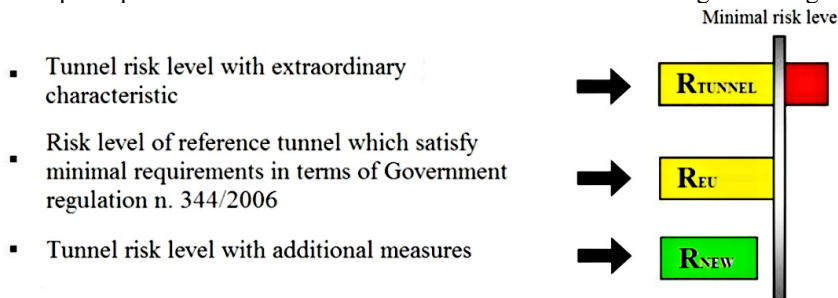 Minimal risk leve
▪ Tunnel risk level with extraordinary
characteristic
RTUNNEL
▪ Risk level of reference tunnel which satisfy
minimal requirements in terms of Government
regulation n. 344/2006
REU
▪ Tunnel risk level with additional measures
RNEW